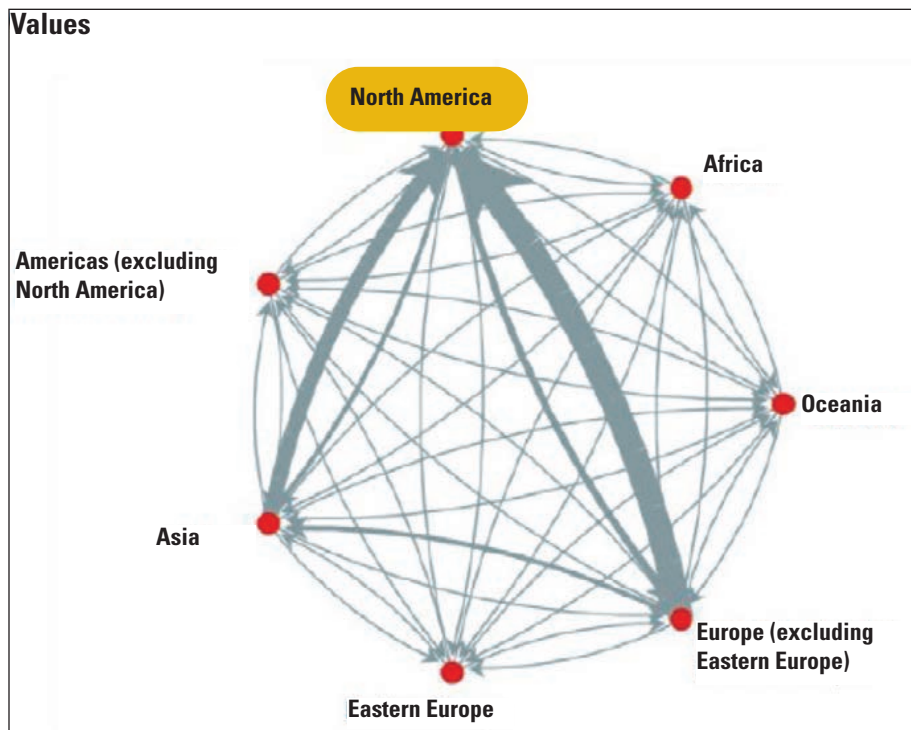 Values
North America
Africa
Americas (excluding
North America)
Oceania
Asia
Europe (excluding
Eastern Europe)
Eastern Europe